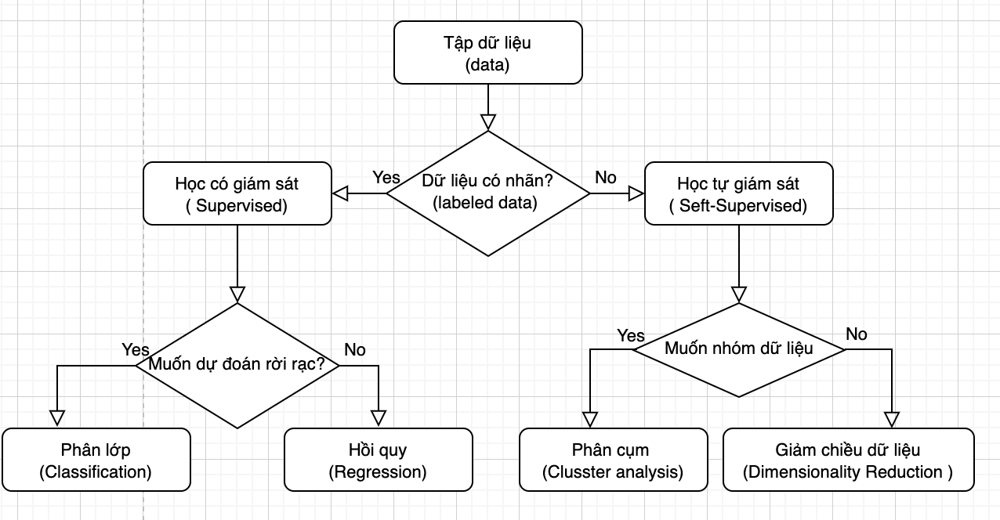 Tập dữ liệu
(data)
Yes
Dữ liệu có nhãn?
(labeled data)
No
Học có giám sát
( Supervised)
Học tự giám sát
( Seft-Supervised)
Yes
Muốn dự đoán rời rạc?
No
Yes
Muốn nhóm dữ liệu
No
Phân lớp
(Classification)
Hồi quy
(Regression)
Phân cụm
(Clusster analysis)
Giảm chiều dữ liệu
(Dimensionality Reduction )